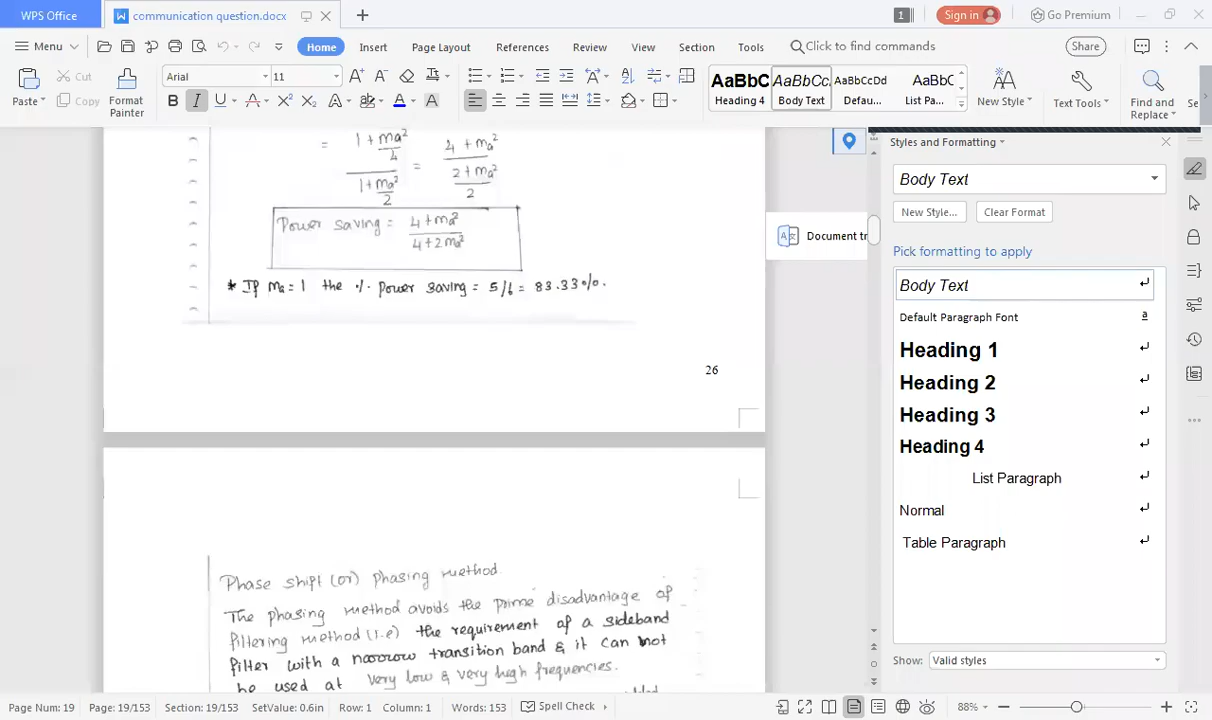 WPS Office
communication question.docx
1
Sign in
Go Premium
Menu
Home
Insert
Page Layout
References
Review
View
Section
Tools
Click to find commands
Share
Paste
Cut
Copy
Format
Painter
Arial
11
AaBbC
Heading 4
AaBbCc
Body Text
AaBbCcDd
Defau...
AaBbC
List Pa...
New Style
Text Tools
Find and
Replace
Se
= 1 + ma²/4 / 1 + ma²/2 = 4 + ma² / 2 + ma² / 2
Power saving = 4 + ma² / 4 + 2 ma²
* If ma = 1 the % power saving = 5/6 = 83.33%.
26
Phase shift (or) phasing method
The phasing method avoids the prime disadvantage of
filtering method (i.e) the requirement of a sideband
filter with a narrow transition band & it can not
be used at very low & very high frequencies.
Document tr
Styles and Formatting
Body Text
New Style...
Clear Format
Pick formatting to apply
Body Text
Default Paragraph Font
a
Heading 1
Heading 2
Heading 3
Heading 4
List Paragraph
Normal
Table Paragraph
Show:
Valid styles
Page Num: 19
Page: 19/153
Section: 19/153
SetValue: 0.6in
Row: 1
Column: 1
Words: 153
Spell Check
88%